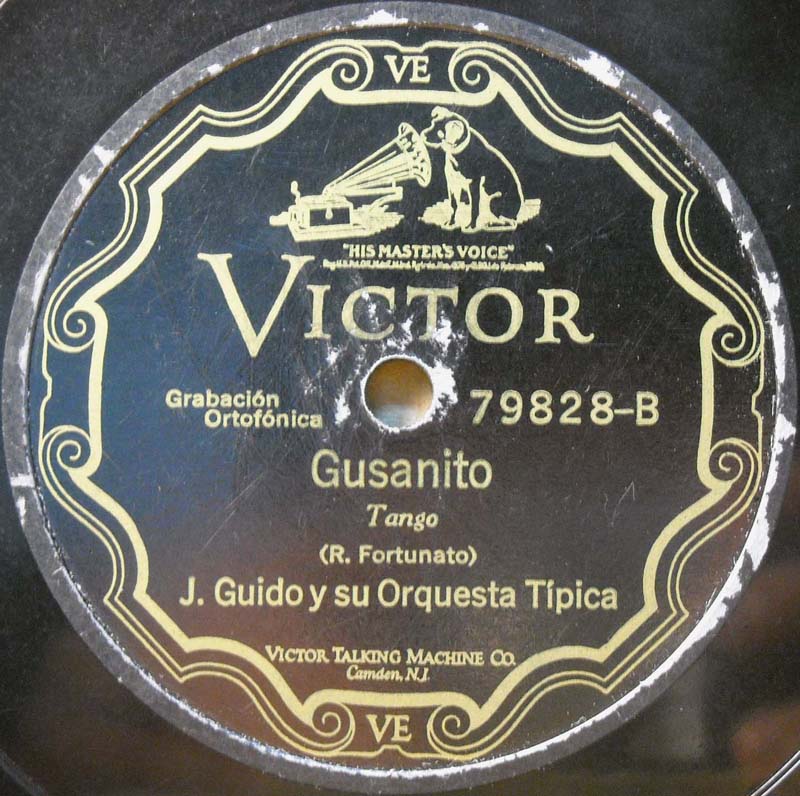 VE
"HIS MASTER'S VOICE"
VICTOR
Grabación
Ortofónica
79828-B
Gusanito
Tango
(R. Fortunato)
J. Guido y su Orquesta Típica
VICTOR TALKING MACHINE CO.
Camden, N.J.
VE